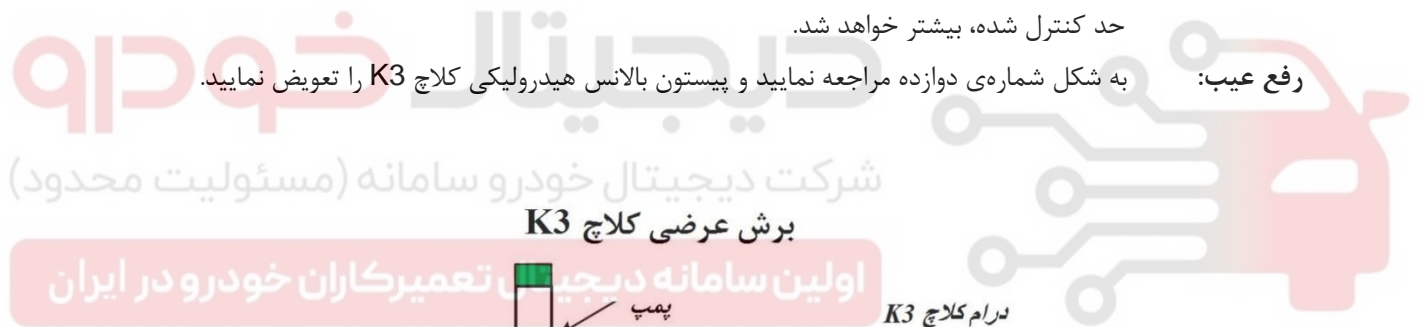 حد کنترل شده، بیشتر خواهد شد.
رفع عیب: به شکل شماره‌ی دوازده مراجعه نمایید و پیستون بالانس هیدرولیکی کلاچ K3 را تعویض نمایید.
دیجیتال خودرو
شرکت دیجیتال خودرو سامانه (مسئولیت محدود)
برش عرضی کلاچ K3
اولین سامانه دیجیتال تعمیرکاران خودرو در ایران
پمپ
درام کلاچ K3